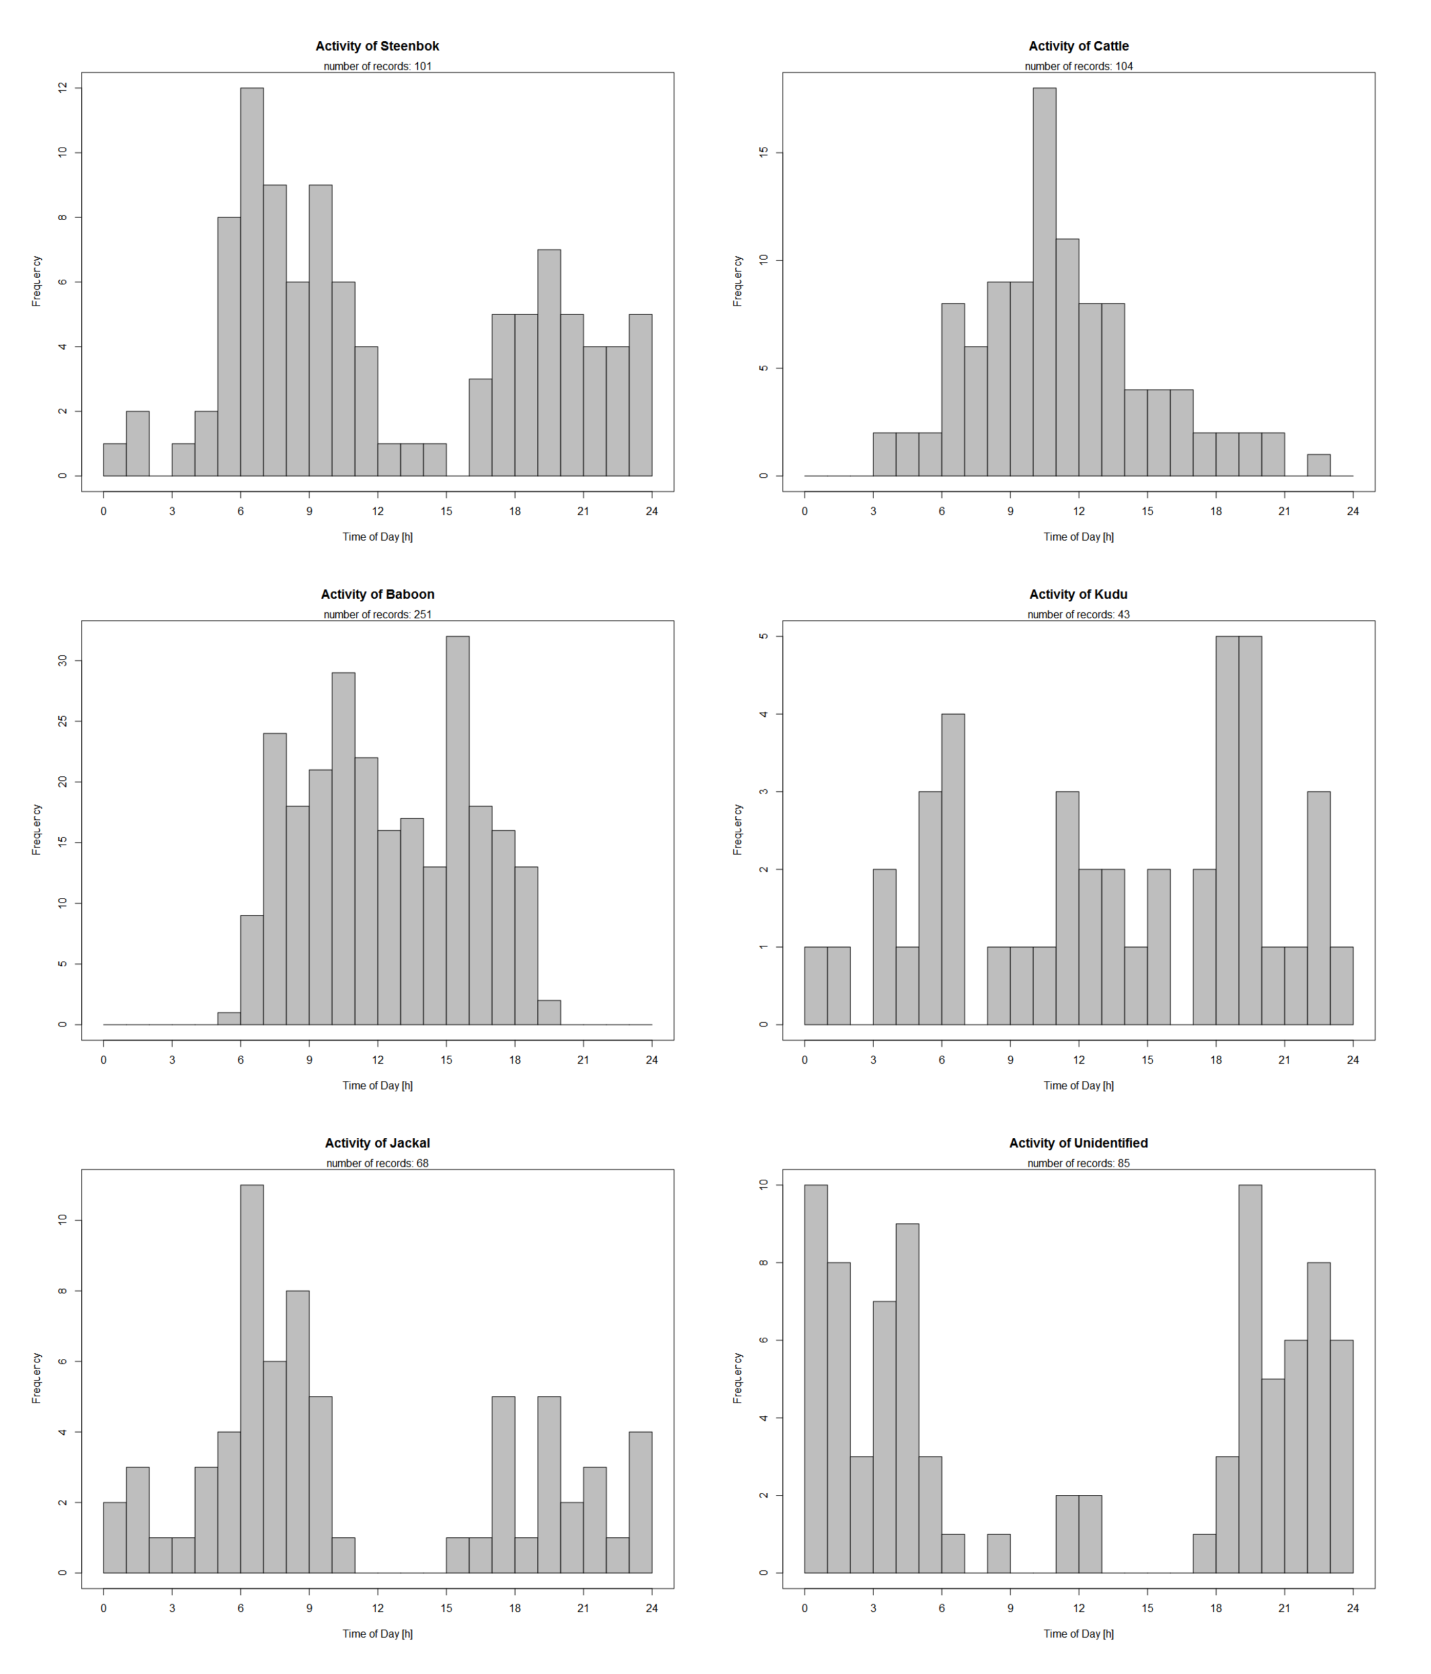 Activity of Steenbok
number of records: 101
Frequency
0 2 4 6 8 10 12
0 3 6 9 12 15 18 21 24
Time of Day [h]
Activity of Cattle
number of records: 104
Frequency
0 5 10 15
0 3 6 9 12 15 18 21 24
Time of Day [h]
Activity of Baboon
number of records: 251
Frequency
0 5 10 15 20 25 30
0 3 6 9 12 15 18 21 24
Time of Day [h]
Activity of Kudu
number of records: 43
Frequency
0 1 2 3 4 5
0 3 6 9 12 15 18 21 24
Time of Day [h]
Activity of Jackal
number of records: 68
Frequency
0 2 4 6 8 10
0 3 6 9 12 15 18 21 24
Time of Day [h]
Activity of Unidentified
number of records: 85
Frequency
0 2 4 6 8 10
0 3 6 9 12 15 18 21 24
Time of Day [h]